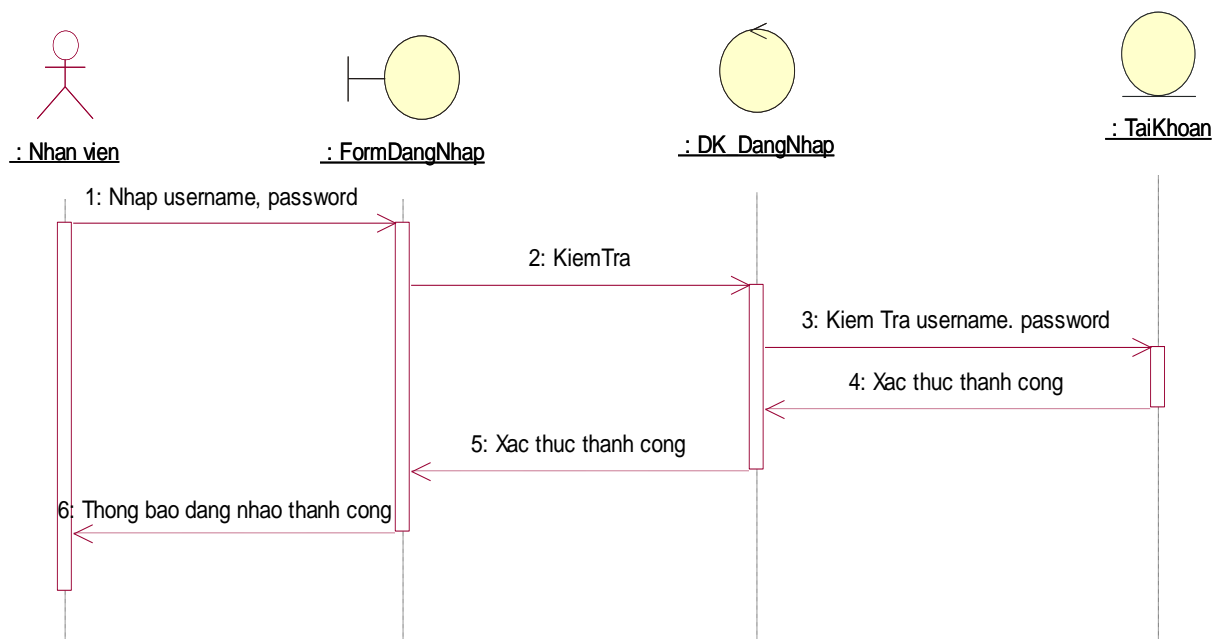 : Nhan vien
: FormDangNhap
: DK_DangNhap
: TaiKhoan
1: Nhap username, password
2: KiemTra
3: Kiem Tra username. password
4: Xac thuc thanh cong
5: Xac thuc thanh cong
6: Thong bao dang nhao thanh cong